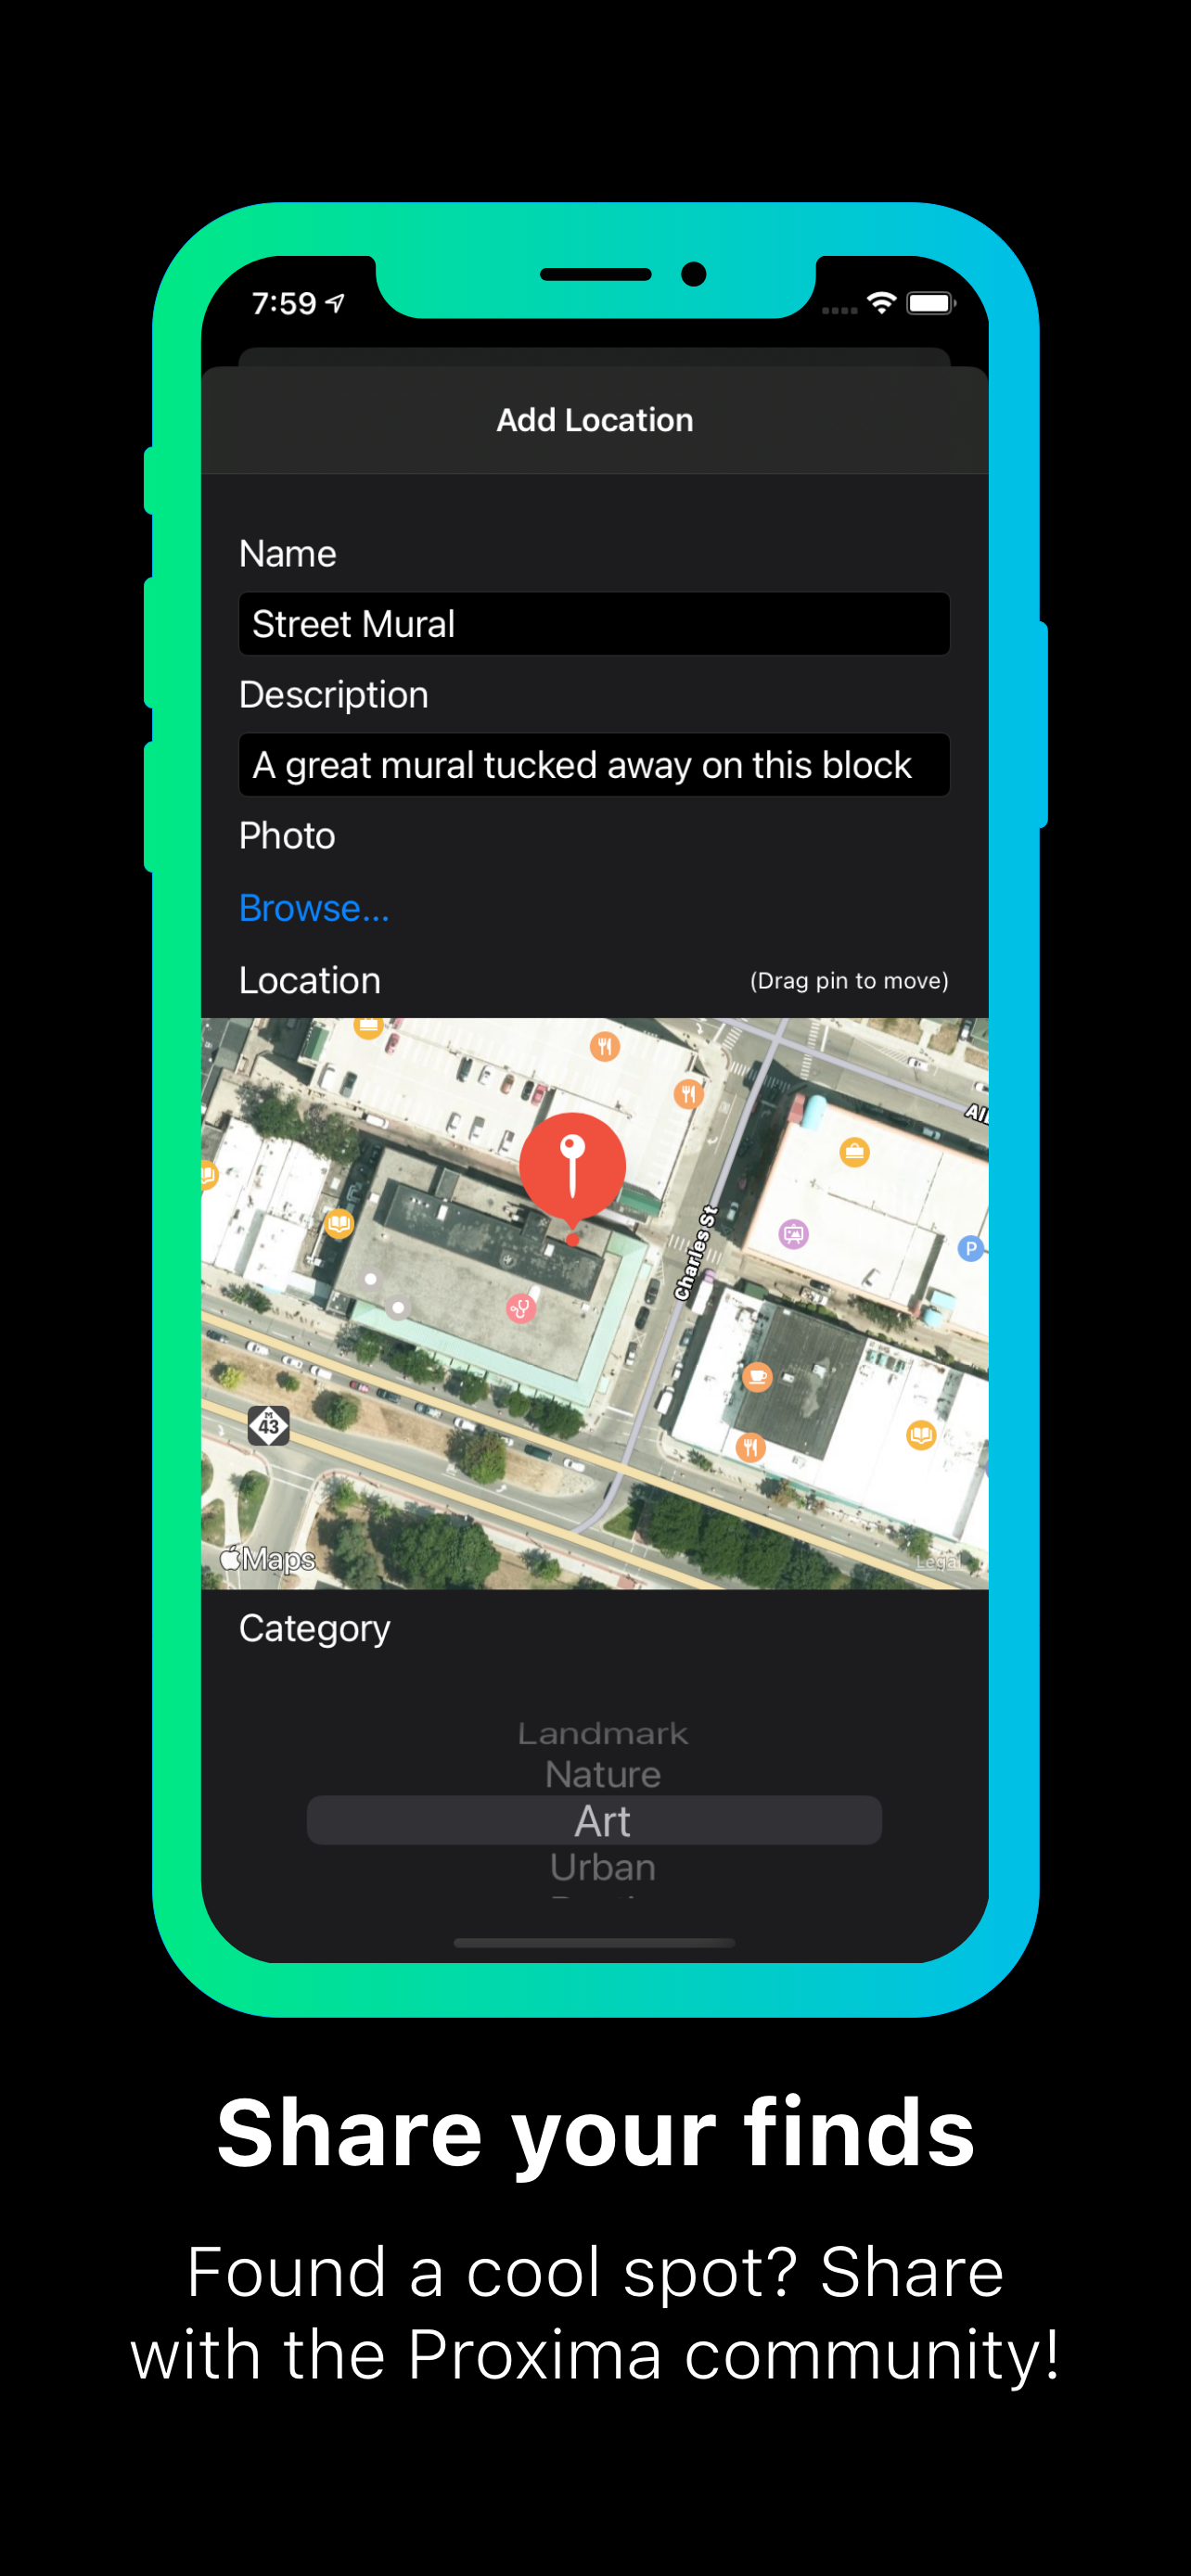 7:59
Add Location
Name
Street Mural
Description
A great mural tucked away on this block
Photo
Browse...
Location
(Drag pin to move)
Charles St
P
M
43
Maps
Legal
Category
Landmark
Nature
Art
Urban
Share your finds
Found a cool spot? Share
with the Proxima community!